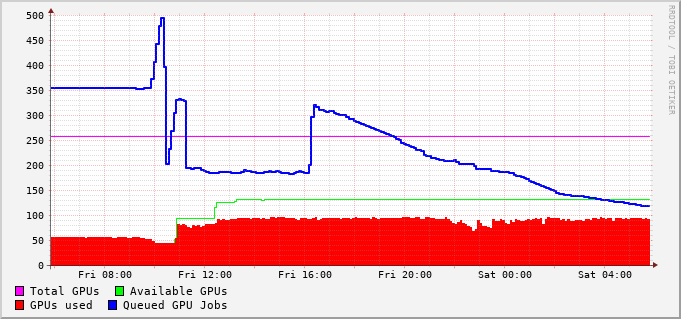 500
450
400
350
300
250
200
150
100
50
0
Fri 08:00 Fri 12:00 Fri 16:00 Fri 20:00 Sat 00:00 Sat 04:00
Total GPUs Available GPUs
GPUs used Queued GPU Jobs
RRDTOOL / TOBI OETIKER